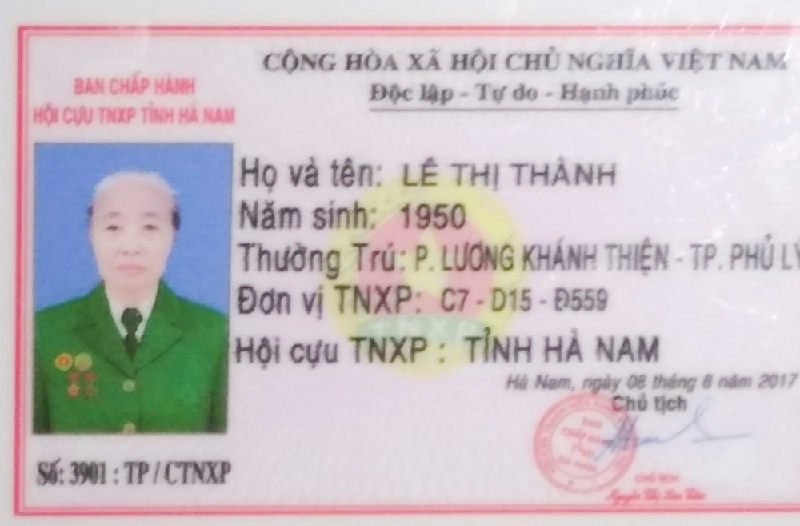 CỘNG HÒA XÃ HỘI CHỦ NGHĨA VIỆT NAM
Độc lập - Tự do - Hạnh phúc
BAN CHẤP HÀNH
HỘI CỰU TNXP TỈNH HÀ NAM
Họ và tên: LÊ THỊ THÀNH
Năm sinh: 1950
Thường Trú: P. LƯƠNG KHÁNH THIỆN - TP. PHỦ LÝ
Đơn vị TNXP: C7 - D15 - Đ559
Hội cựu TNXP : TỈNH HÀ NAM
TNXP
Hà Nam, ngày 08 tháng 8 năm 2017
Chủ tịch
CHỦ TỊCH
Số: 3901 : TP / CTNXP